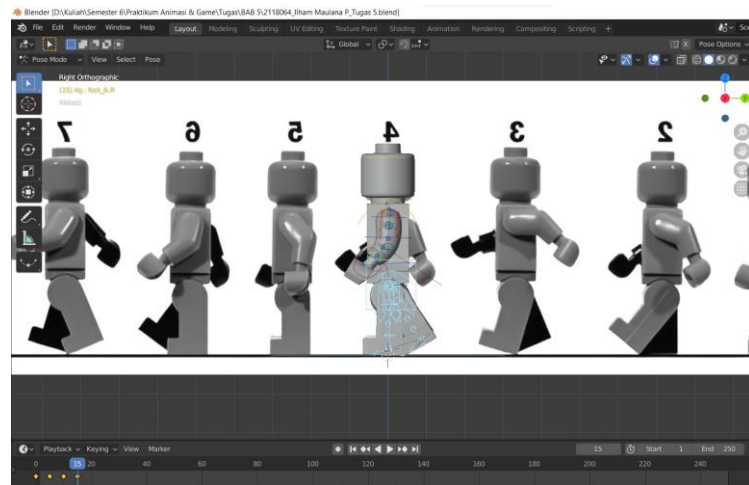 Blender [D:\Kuliah\Semester 6\Praktikum Animasi & Game\Tugas\BAB 5\2118064_Ilham Maulana P_Tugas 5.blend]
File Edit Render Window Help Layout Modeling Sculpting UV Editing Texture Paint Shading Animation Rendering Compositing Scripting +
Global Pose Options
Pose Mode View Select Pose
Right Orthographic
(15) rig : foot_ik.R
7 6 5 4 3 2
Playback Keying View Marker 15 Start 1 End 250
0 15 20 40 60 80 100 120 140 160 180 200 220 240